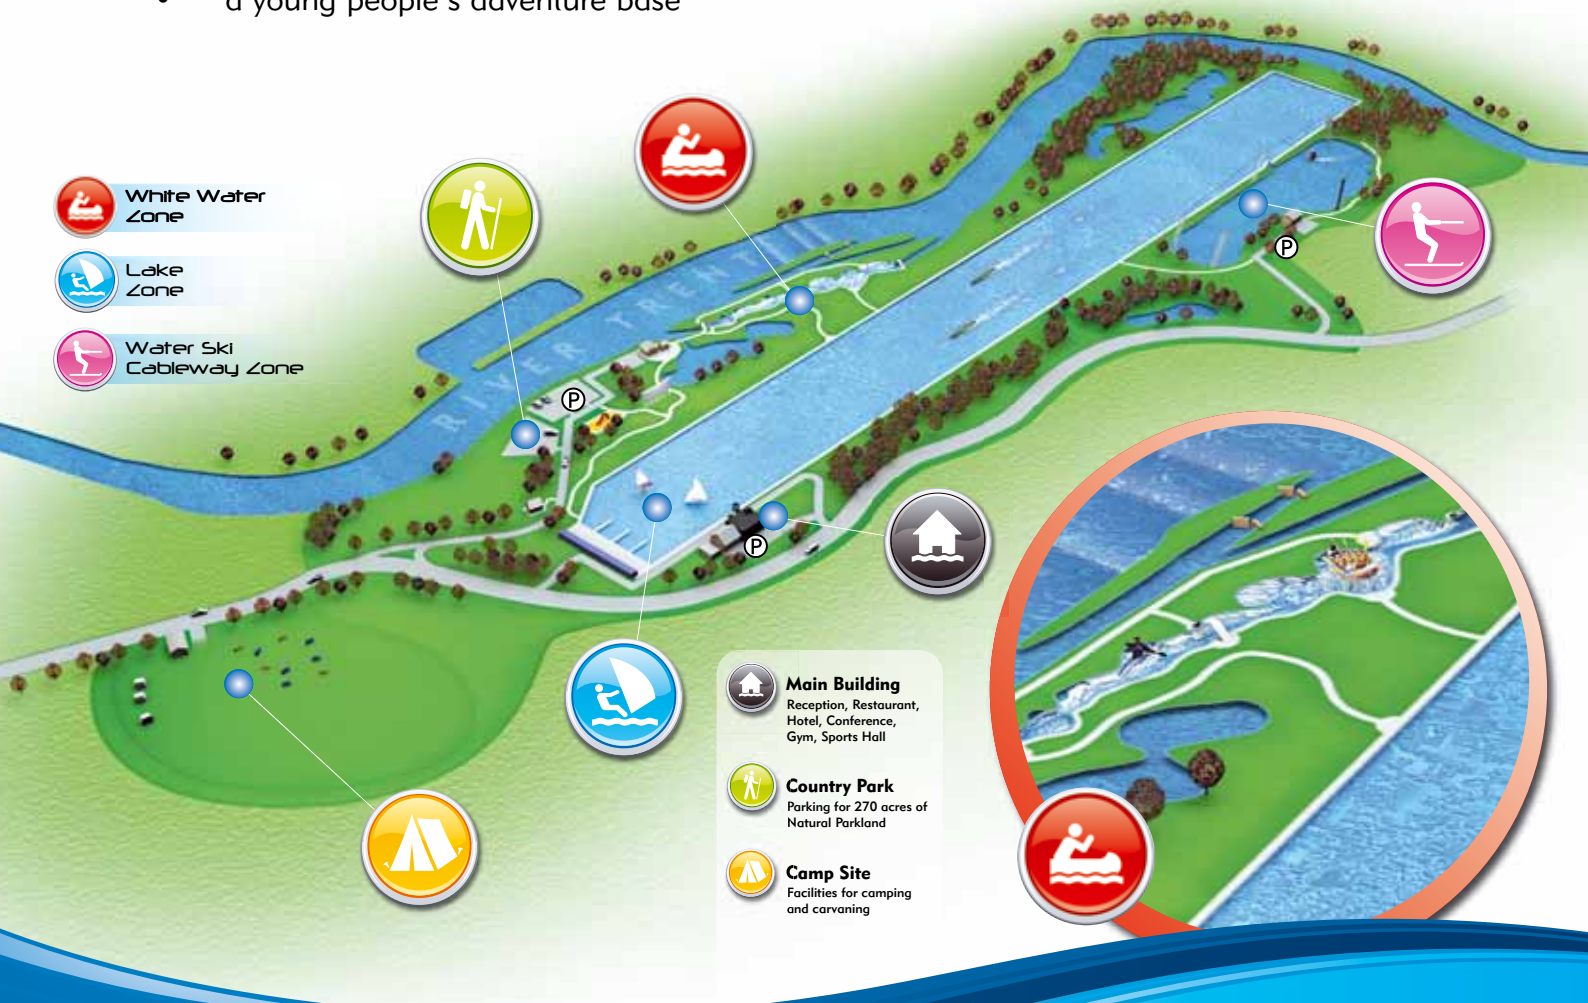 • a young people's adventure base
White Water
Zone
Lake
Zone
Water Ski
Cableway Zone
RIVER TRENT
P
P
P
Main Building
Reception, Restaurant,
Hotel, Conference,
Gym, Sports Hall
Country Park
Parking for 270 acres of
Natural Parkland
Camp Site
Facilities for camping
and carvaning